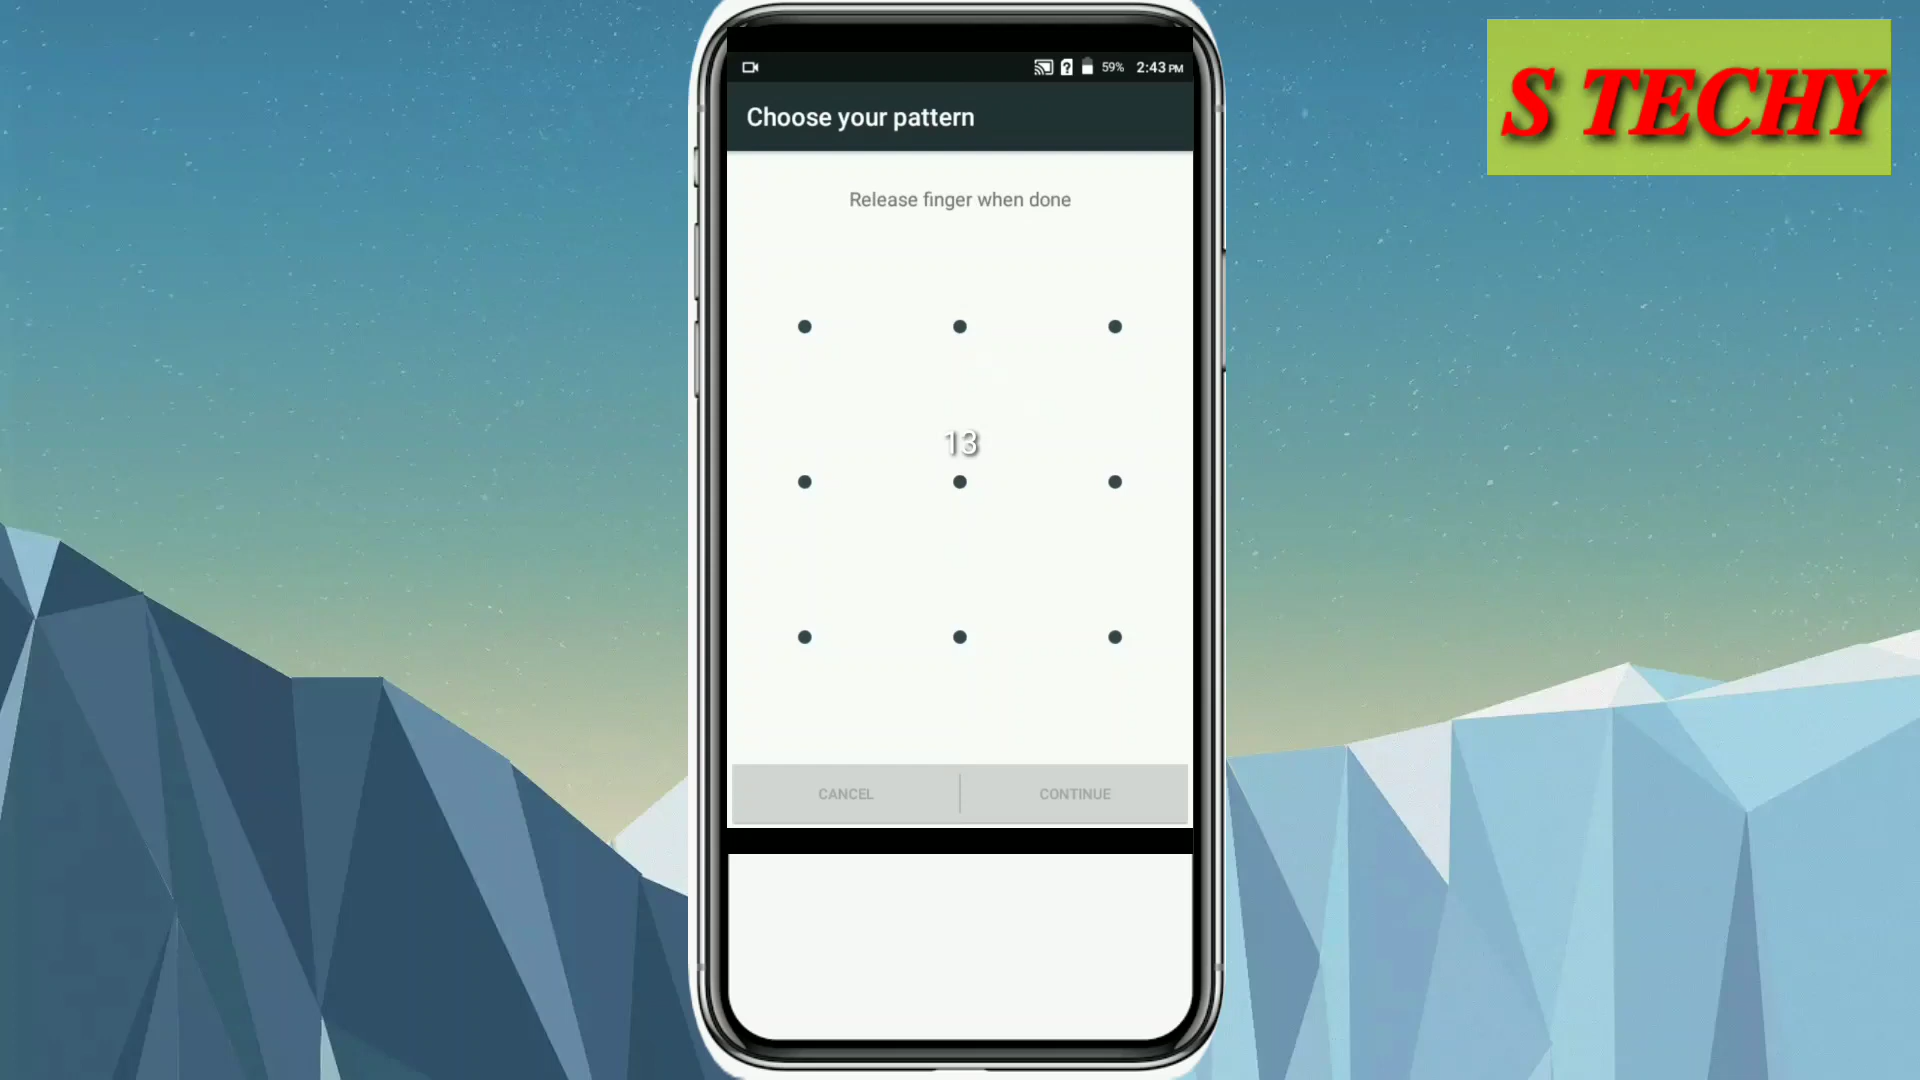 S TECHY
59% 2:43 PM
Choose your pattern
Release finger when done
13
CANCEL CONTINUE